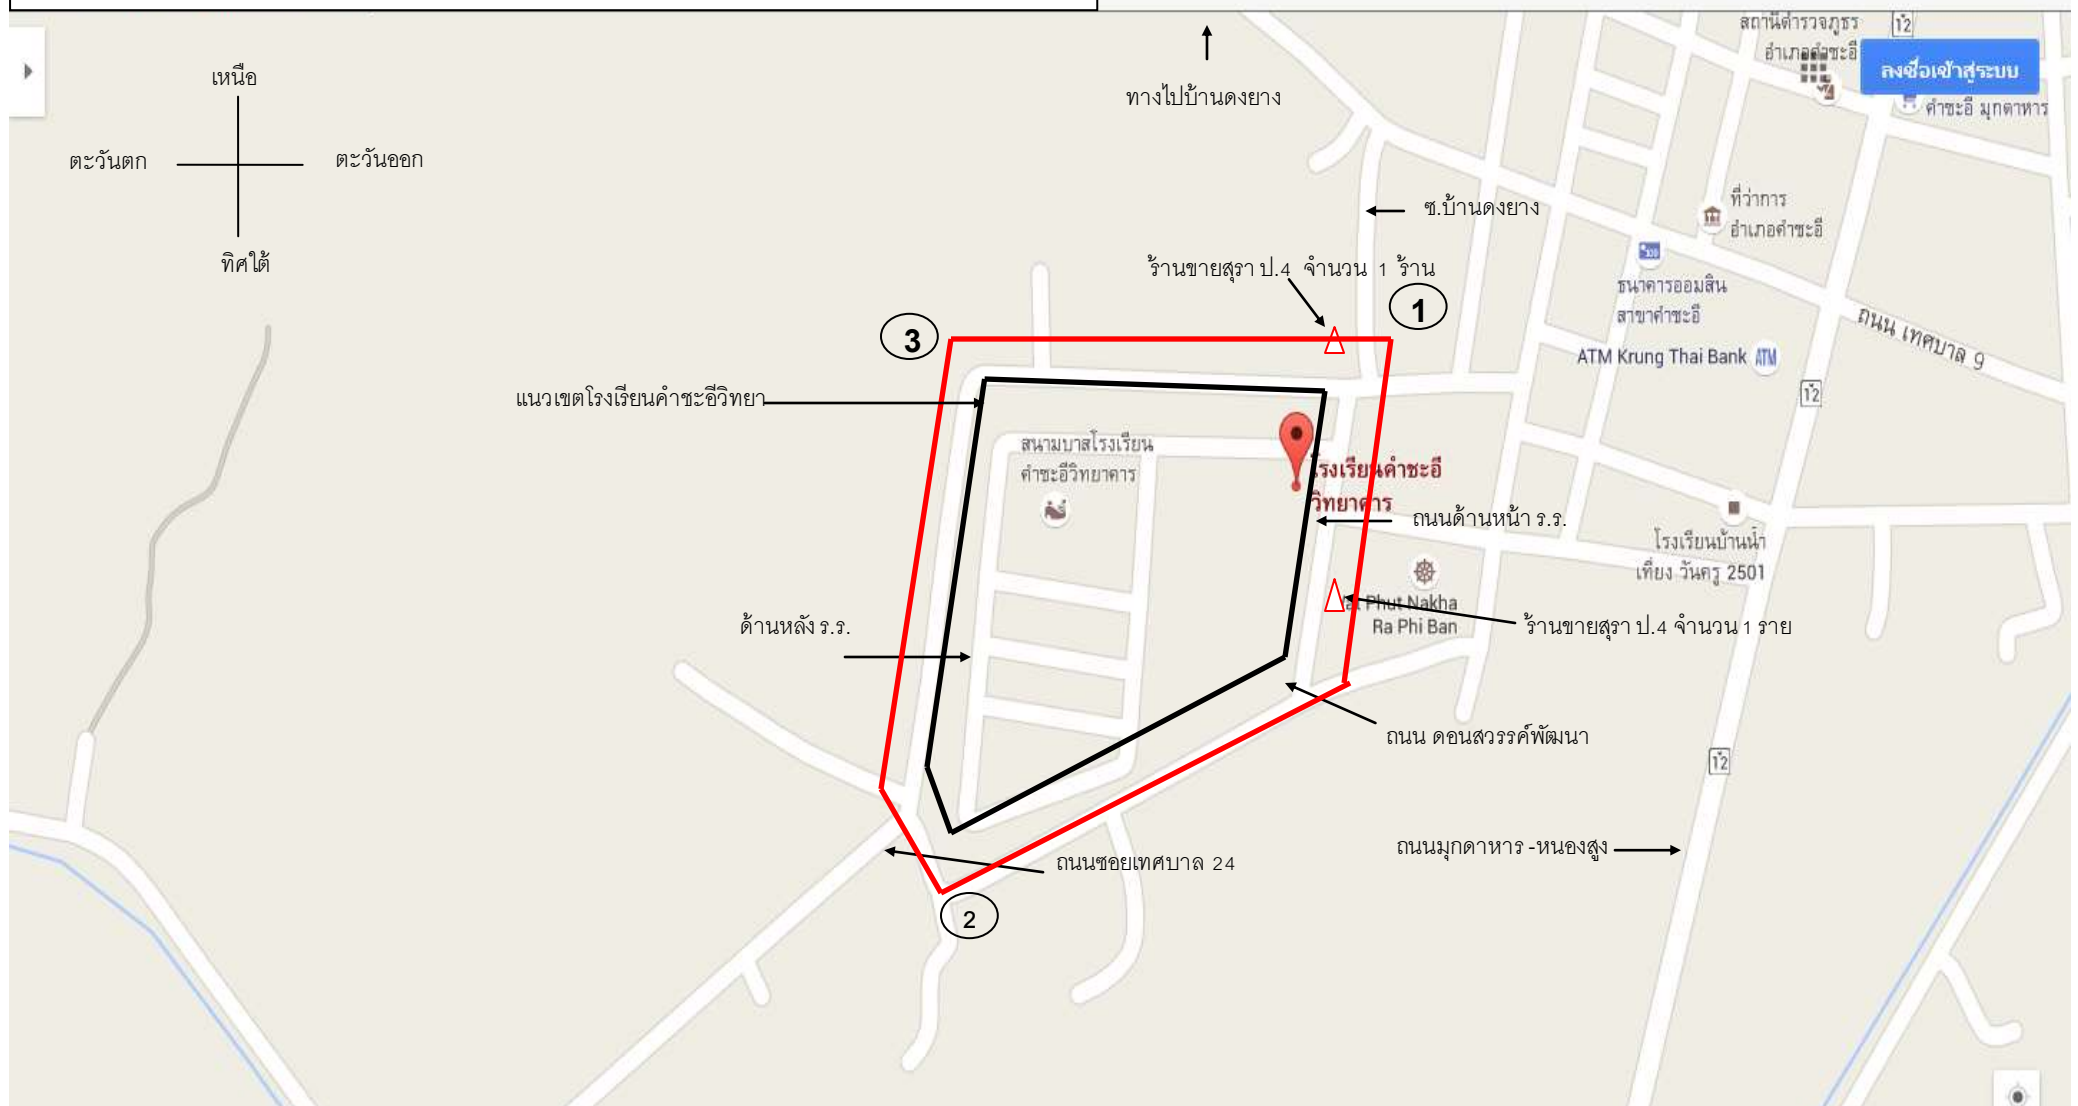 สถานีตำรวจภูธร
อำเภอคำชะอี
12
ลงชื่อเข้าสู่ระบบ
คำชะอี มุกดาหาร
เหนือ
ตะวันตก
ตะวันออก
ทิศใต้
ทางไปบ้านดงยาง
ซ.บ้านดงยาง
ที่ว่าการ
อำเภอคำชะอี
ร้านขายสุรา ป.4 จำนวน 1 ร้าน
1
ธนาคารออมสิน
สาขาคำชะอี
ถนน เทศบาล 9
3
ATM Krung Thai Bank ATM
12
แนวเขตโรงเรียนคำชะอีวิทยา
สนามบาสโรงเรียน
คำชะอีวิทยาคาร
โรงเรียนคำชะอี
วิทยาคาร
ถนนด้านหน้า ร.ร.
โรงเรียนบ้านน้ำ
เที่ยง วันครู 2501
Wat Phut Nakha
Ra Phi Ban
ร้านขายสุรา ป.4 จำนวน 1 ราย
ด้านหลัง ร.ร.
ถนน ดอนสวรรค์พัฒนา
12
ถนนมุกดาหาร -หนองสูง
ถนนซอยเทศบาล 24
2